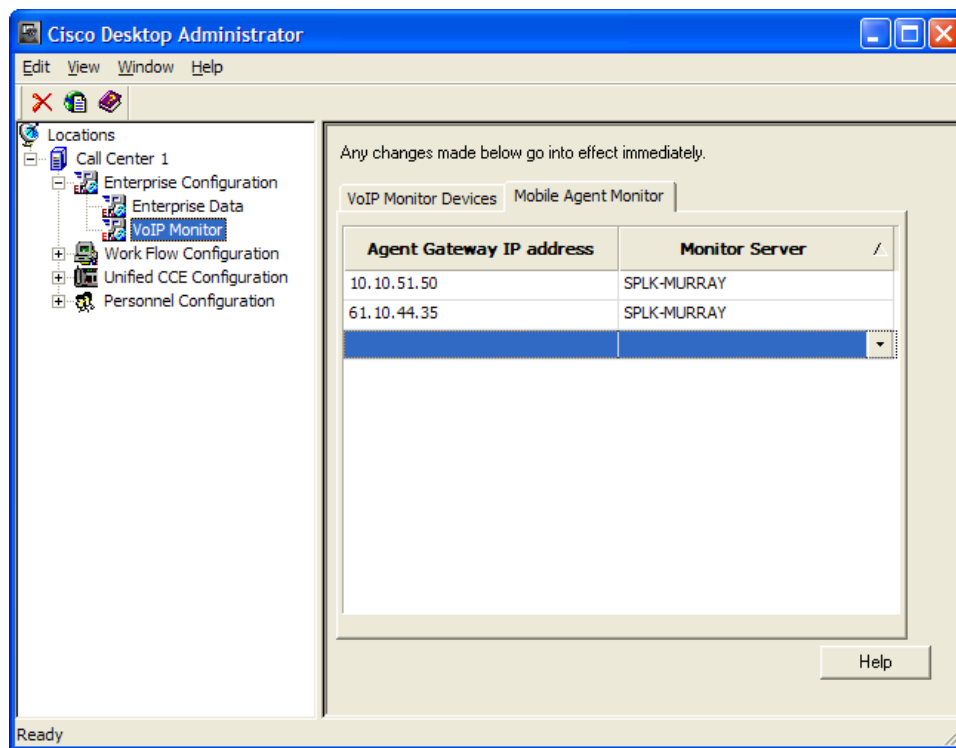 Cisco Desktop Administrator
Edit View Window Help
Locations
Call Center 1
Enterprise Configuration
Enterprise Data
VoIP Monitor
Work Flow Configuration
Unified CCE Configuration
Personnel Configuration
Any changes made below go into effect immediately.
VoIP Monitor Devices Mobile Agent Monitor
Agent Gateway IP address Monitor Server
10.10.51.50 SPLK-MURRAY
61.10.44.35 SPLK-MURRAY
Help
Ready